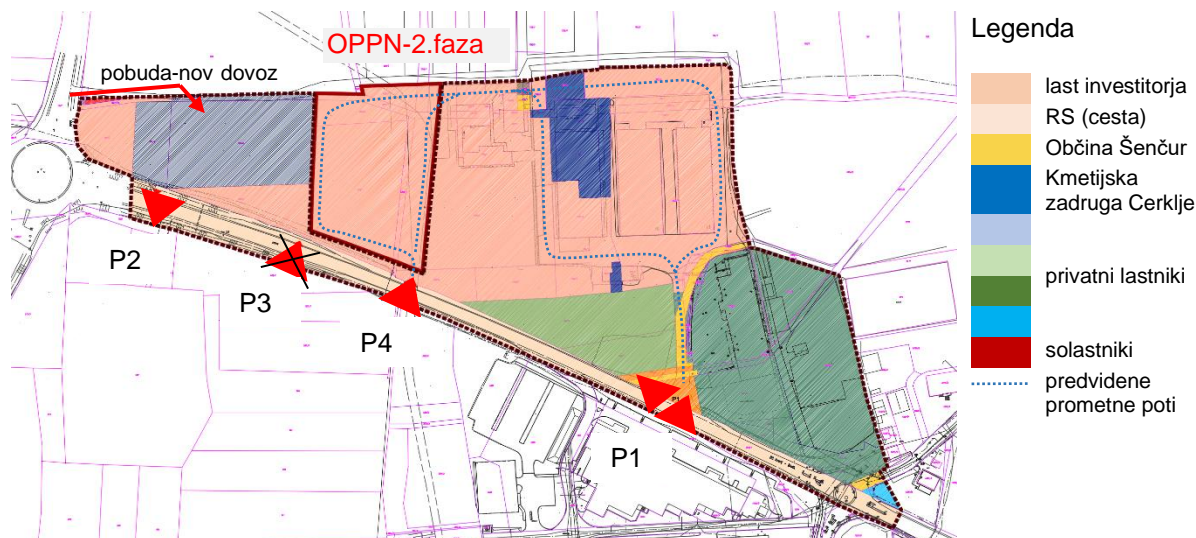 OPPN-2.faza
pobuda-nov dovoz
P2
P3
P4
P1
P1
Legenda
last investitorja
RS (cesta)
Občina Šenčur
Kmetijska
zadruga Cerklje
privatni lastniki
solastniki
predvidene
prometne poti